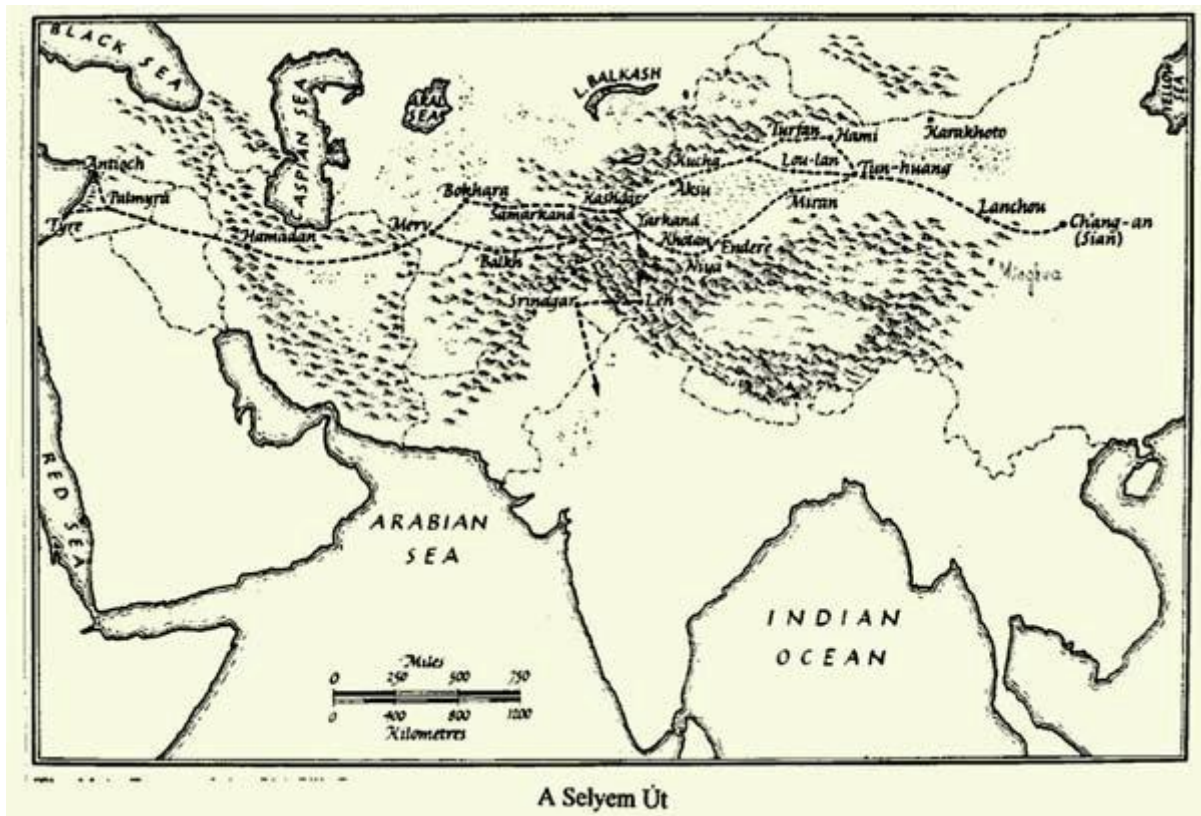 BLACK SEA
CASPIAN SEA
ARAL
SEA
L. BALKASH
YELLOW
SEA
Turfan
Hami
Karakhoto
Antioch
Kucha
Lou-lan
Tun-huang
Palmyra
Bokhara
Kashgar
Aksu
Miran
Tyre
Samarkand
Yarkand
Lanchou
Ch'ang-an
(Sian)
Hamadan
Merv
Khotan
Endere
Balkh
Niya
Srinagar
Leh
RED SEA
ARABIAN
SEA
INDIAN
OCEAN
Miles
0 250 500 750
0 400 800 1200
Kilometres
A Selyem Út